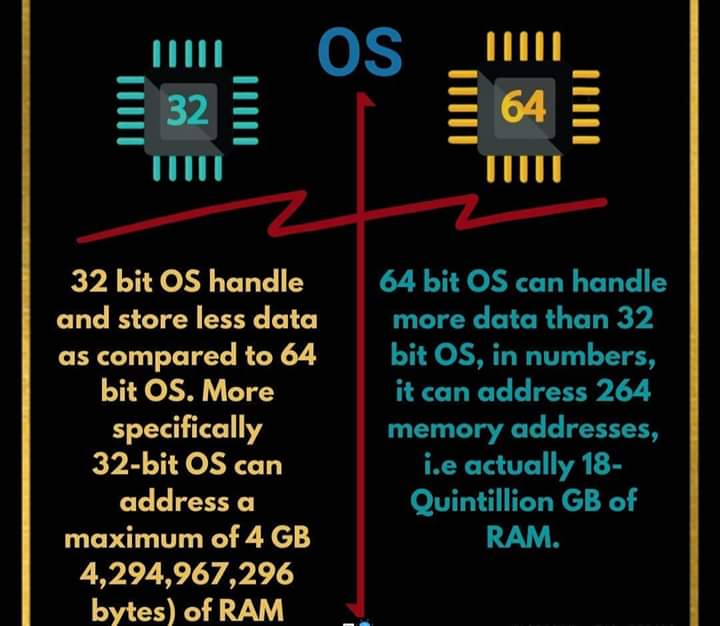 OS
32
64
32 bit OS handle
and store less data
as compared to 64
bit OS. More
specifically
32-bit OS can
address a
maximum of 4 GB
4,294,967,296
bytes) of RAM
64 bit OS can handle
more data than 32
bit OS, in numbers,
it can address 264
memory addresses,
i.e actually 18-
Quintillion GB of
RAM.